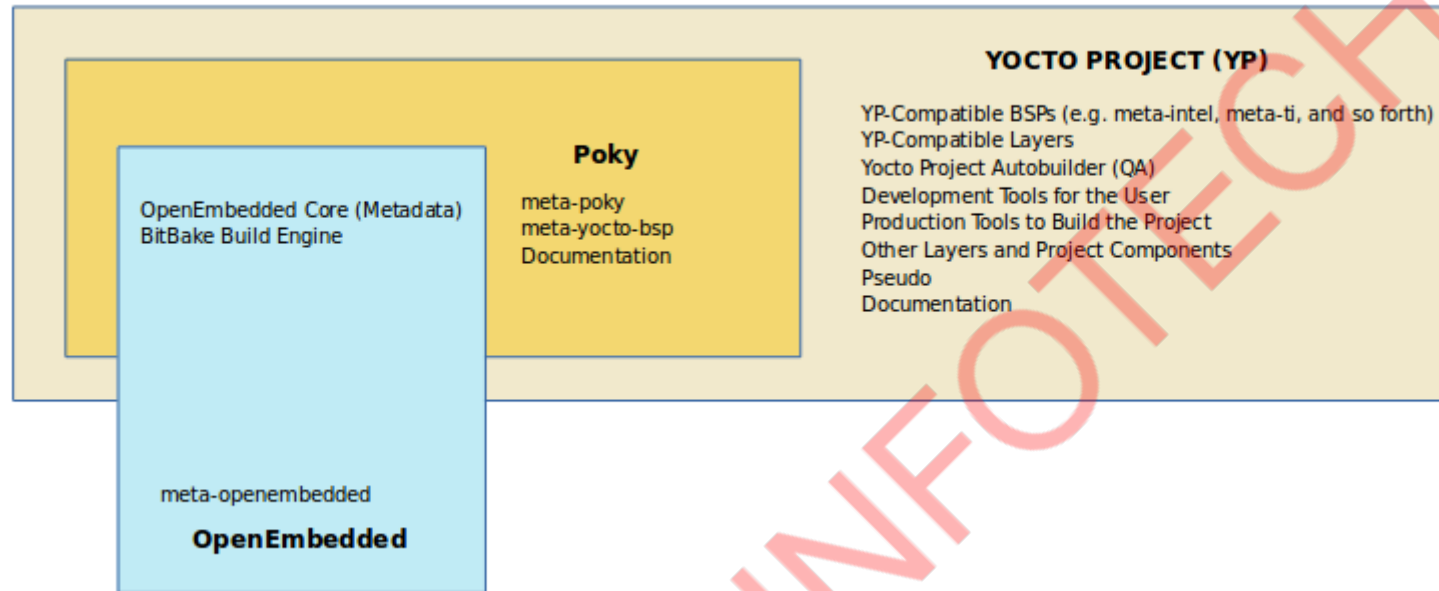 YOCTO PROJECT (YP)
YP-Compatible BSPs (e.g. meta-intel, meta-ti, and so forth)
YP-Compatible Layers
Yocto Project Autobuilder (QA)
Development Tools for the User
Production Tools to Build the Project
Other Layers and Project Components
Pseudo
Documentation
Poky
meta-poky
meta-yocto-bsp
Documentation
OpenEmbedded Core (Metadata)
BitBake Build Engine
meta-openembedded
OpenEmbedded
INFOTECH